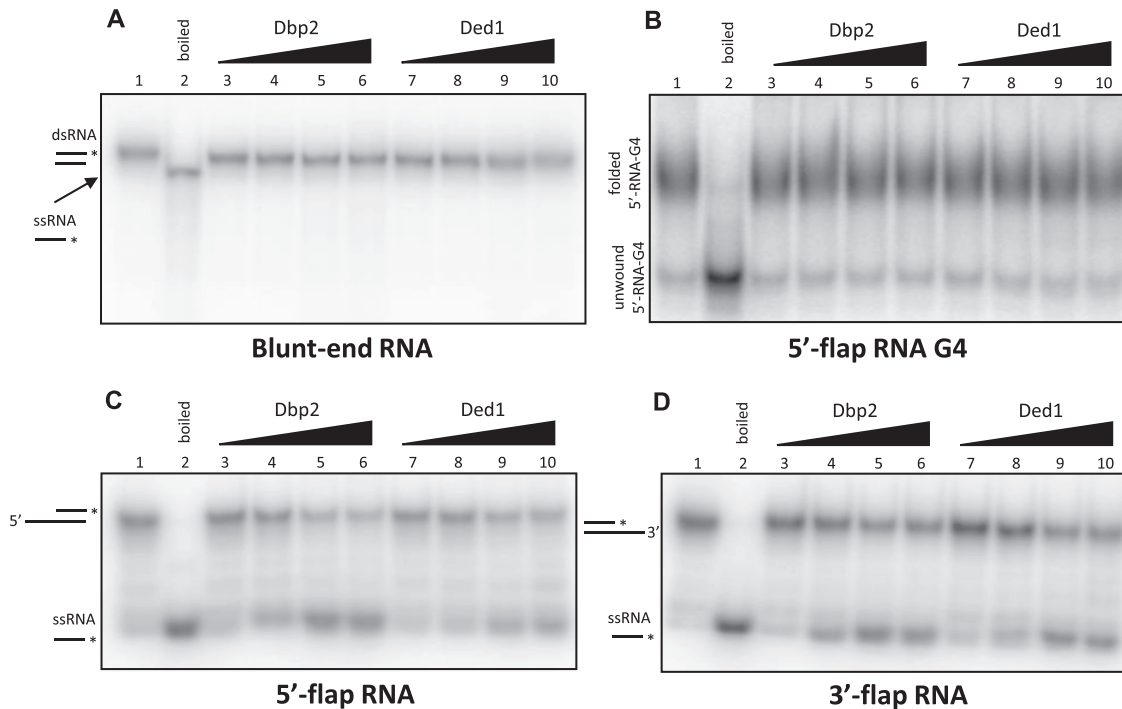 A
boiled
Dbp2
Ded1
1 2 3 4 5 6 7 8 9 10
dsRNA
*
ssRNA
*
Blunt-end RNA
B
boiled
Dbp2
Ded1
1 2 3 4 5 6 7 8 9 10
folded
5'-RNA-G4
unwound
5'-RNA-G4
5'-flap RNA G4
C
boiled
Dbp2
Ded1
1 2 3 4 5 6 7 8 9 10
*
5'
ssRNA
*
5'-flap RNA
D
boiled
Dbp2
Ded1
1 2 3 4 5 6 7 8 9 10
*
3'
ssRNA
*
3'-flap RNA